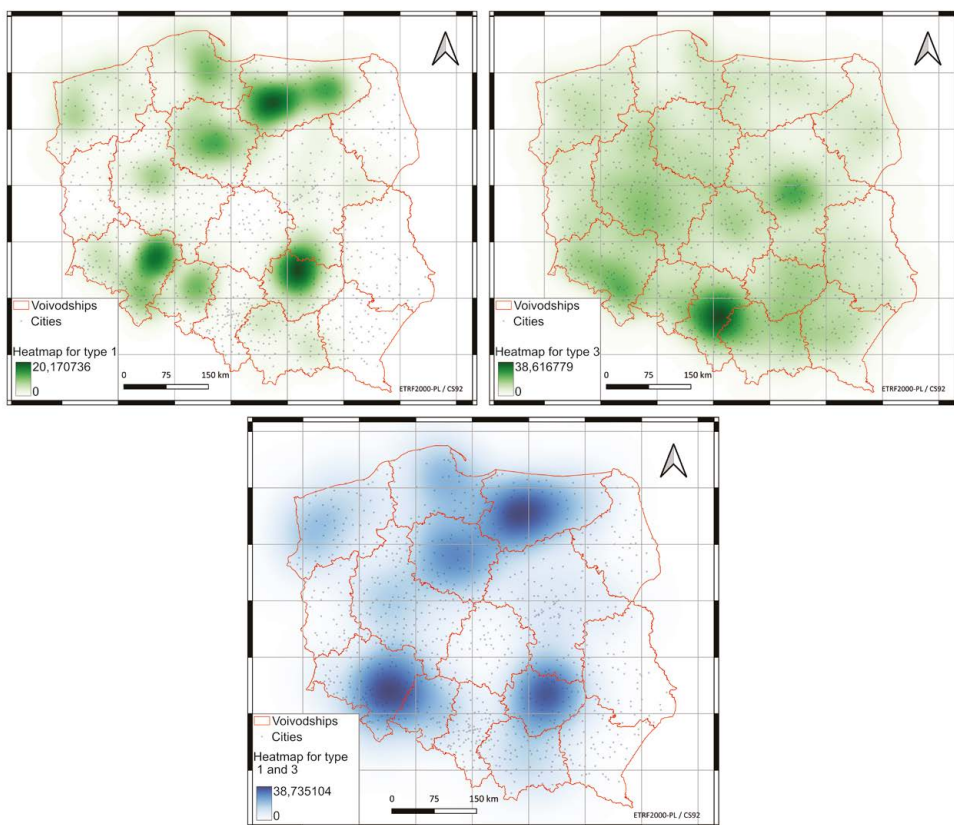 Voivodships
Cities
Heatmap for type 1
20,170736
0
0 75 150 km
ETRF2000-PL / CS92
Voivodships
Cities
Heatmap for type 3
38,616779
0
0 75 150 km
ETRF2000-PL / CS92
Voivodships
Cities
Heatmap for type
1 and 3
38,735104
0
0 75 150 km
ETRF2000-PL / CS92